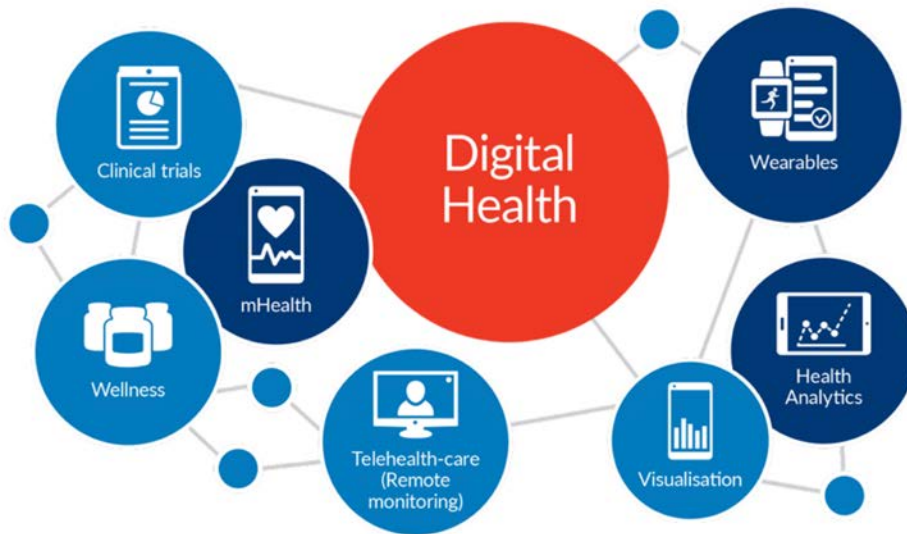 Digital
Health
Clinical trials
Wearables
mHealth
Wellness
Health
Analytics
Telehealth-care
(Remote
monitoring)
Visualisation